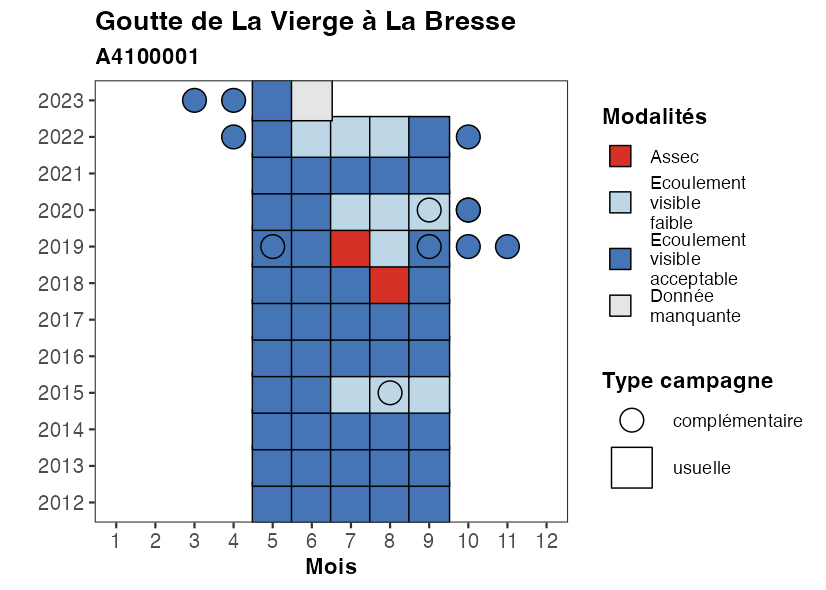 Goutte de La Vierge à La Bresse
A4100001
2023
2022
2021
2020
2019
2018
2017
2016
2015
2014
2013
2012
1 2 3 4 5 6 7 8 9 10 11 12
Mois
Modalités
Assec
Ecoulement
visible
faible
Ecoulement
visible
acceptable
Donnée
manquante
Type campagne
complémentaire
usuelle